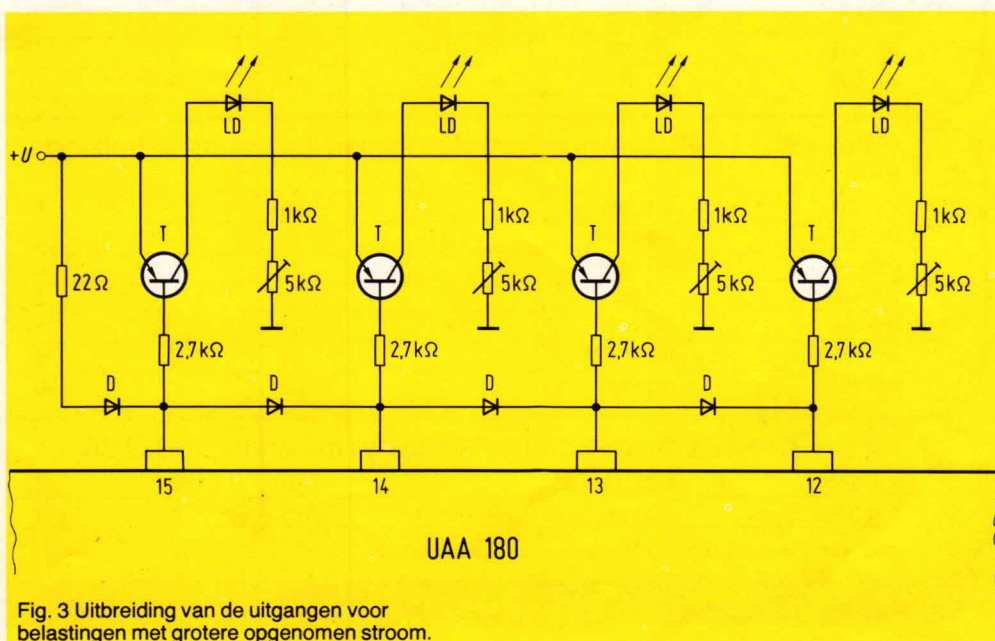 LD LD LD LD
+U
1kΩ 1kΩ 1kΩ 1kΩ
T T T T
22Ω 5kΩ 5kΩ 5kΩ 5kΩ
2,7kΩ 2,7kΩ 2,7kΩ 2,7kΩ
D D D D
15 14 13 12
UAA 180
Fig. 3 Uitbreiding van de uitgangen voor
belastingen met grotere opgenomen stroom.